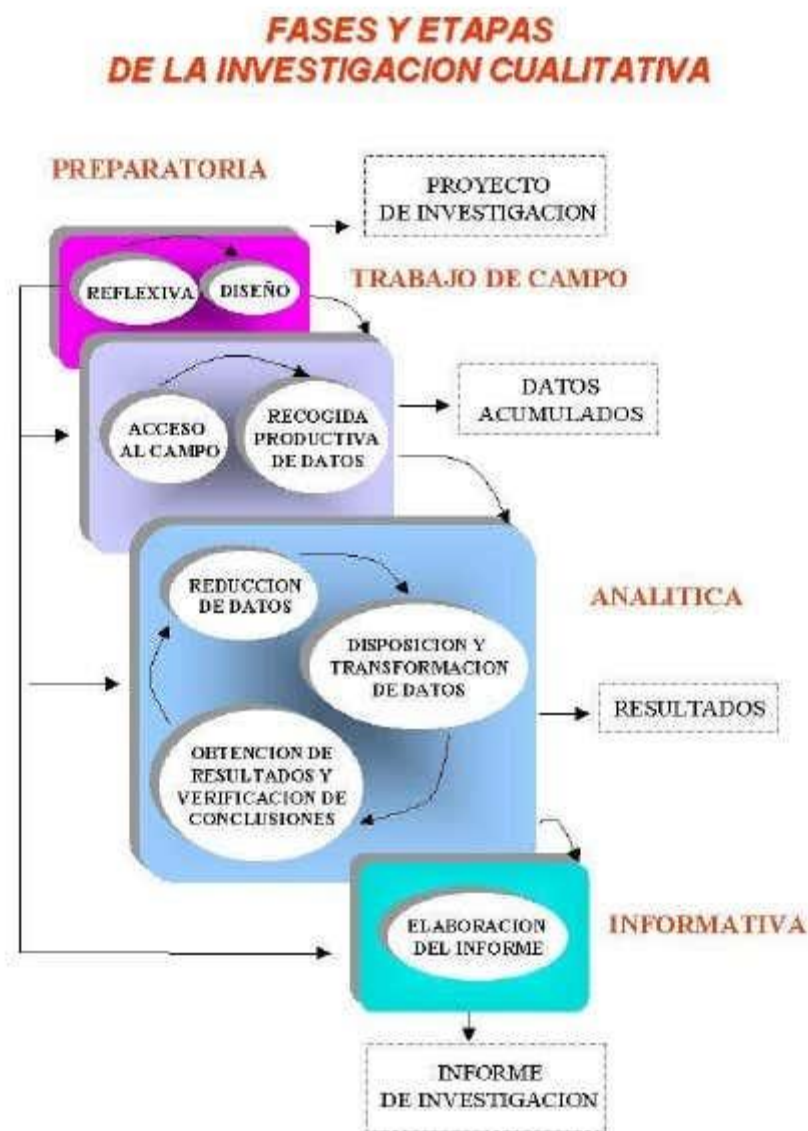 FASES Y ETAPAS
DE LA INVESTIGACION CUALITATIVA
PREPARATORIA
PROYECTO
DE INVESTIGACION
REFLEXIVA
DISEÑO
TRABAJO DE CAMPO
ACCESO
AL CAMPO
RECOGIDA
PRODUCTIVA
DE DATOS
DATOS
ACUMULADOS
REDUCCION
DE DATOS
ANALITICA
DISPOSICION Y
TRANSFORMACION
DE DATOS
RESULTADOS
OBTENCION DE
RESULTADOS Y
VERIFICACION DE
CONCLUSIONES
ELABORACION
DEL INFORME
INFORMATIVA
INFORME
DE INVESTIGACION